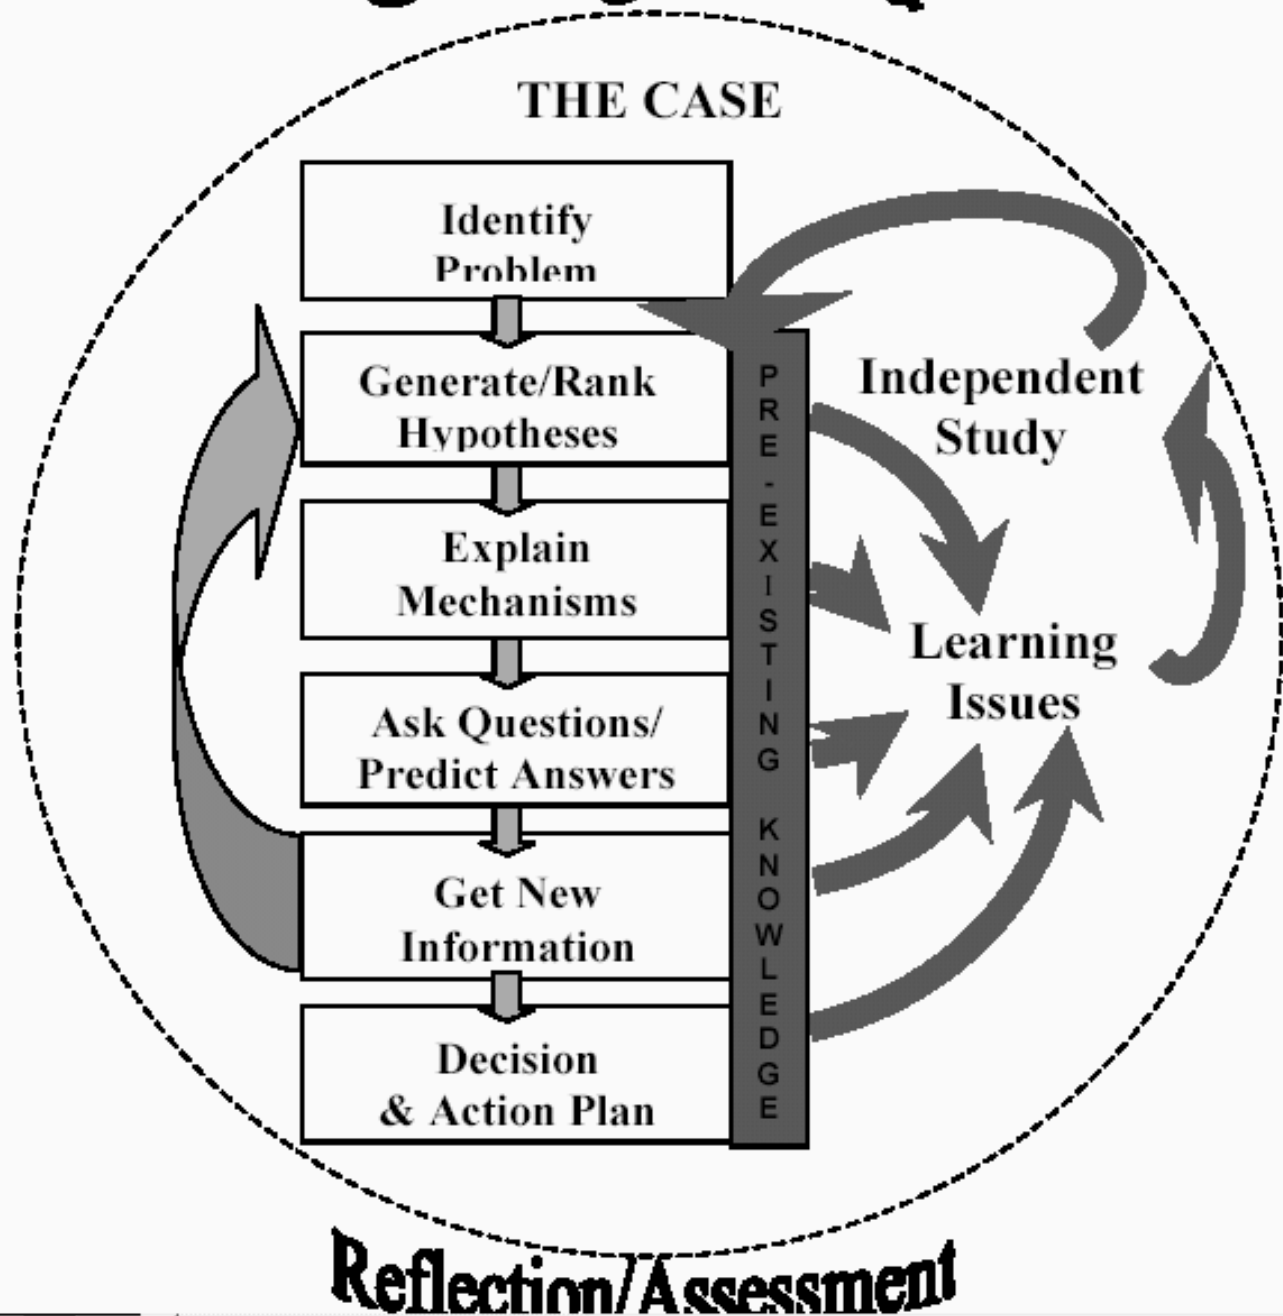 THE CASE
Identify
Problem
Generate/Rank
Hypotheses
Explain
Mechanisms
Ask Questions/
Predict Answers
Get New
Information
Decision
& Action Plan
PRE-EXISTING KNOWLEDGE
Independent
Study
Learning
Issues
Reflection/Assessment